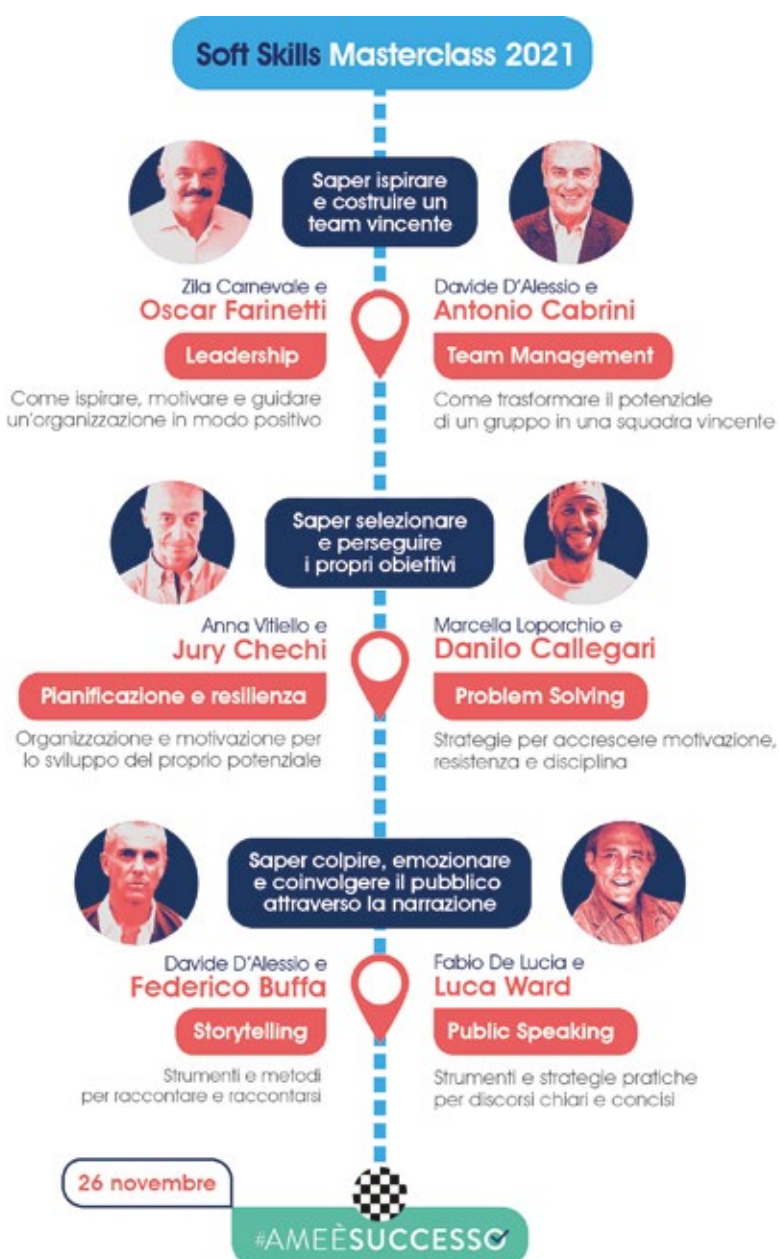 Soft Skills Masterclass 2021
Saper ispirare
e costruire un
team vincente
Zila Carnevale e
Oscar Farinetti
Leadership
Come ispirare, motivare e guidare
un'organizzazione in modo positivo
Davide D'Alessio e
Antonio Cabrini
Team Management
Come trasformare il potenziale
di un gruppo in una squadra vincente
Saper selezionare
e perseguire
i propri obiettivi
Anna Vitiello e
Jury Chechi
Pianificazione e resilienza
Organizzazione e motivazione per
lo sviluppo del proprio potenziale
Marcella Loporchio e
Danilo Callegari
Problem Solving
Strategie per accrescere motivazione,
resistenza e disciplina
Saper colpire, emozionare
e coinvolgere il pubblico
attraverso la narrazione
Davide D'Alessio e
Federico Buffa
Storytelling
Strumenti e metodi
per raccontare e raccontarsi
Fabio De Lucia e
Luca Ward
Public Speaking
Strumenti e strategie pratiche
per discorsi chiari e concisi
26 novembre
#AMEÈSUCCESSO